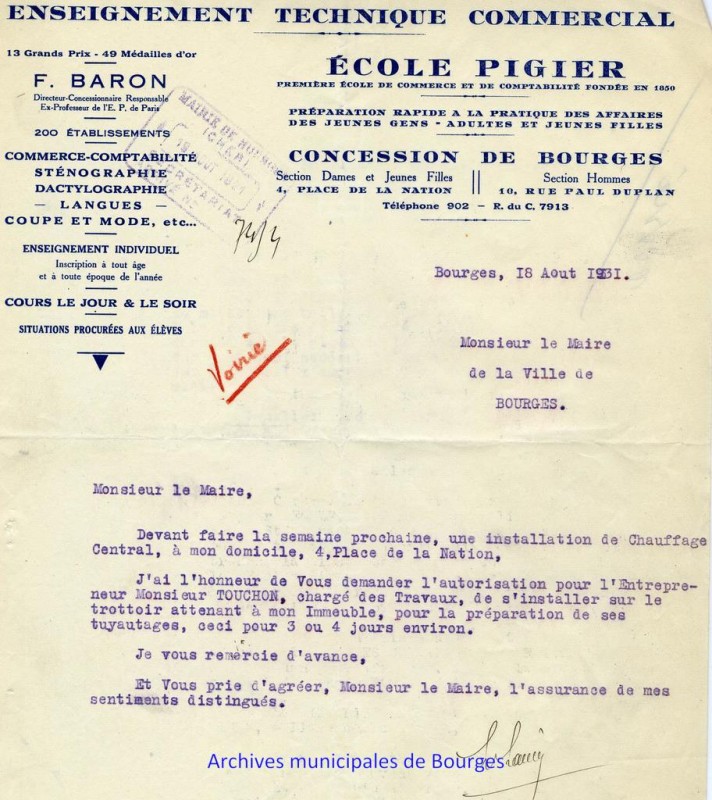 ENSEIGNEMENT TECHNIQUE COMMERCIAL
13 Grands Prix - 49 Médailles d'or
F. BARON
Directeur-Concessionnaire Responsable
Ex-Professeur de l'E. P. de Paris
200 ÉTABLISSEMENTS
COMMERCE-COMPTABILITÉ
STÉNOGRAPHIE
DACTYLOGRAPHIE
— LANGUES —
COUPE ET MODE, etc...
ENSEIGNEMENT INDIVIDUEL
Inscription à tout âge
et à toute époque de l'année
COURS LE JOUR & LE SOIR
SITUATIONS PROCURÉES AUX ÉLÈVES
ÉCOLE PIGIER
PREMIÈRE ÉCOLE DE COMMERCE ET DE COMPTABILITÉ FONDÉE EN 1850
PRÉPARATION RAPIDE A LA PRATIQUE DES AFFAIRES
DES JEUNES GENS - ADULTES ET JEUNES FILLES
CONCESSION DE BOURGES
Section Dames et Jeunes Filles
4, PLACE DE LA NATION
Section Hommes
10, RUE PAUL DUPLAN
Téléphone 902 — R. du C. 7913
MAIRIE DE
(CHER)
SECRÉTARIAT
Voirie
Bourges, 18 Aout 1931.
Monsieur le Maire
de la Ville de
BOURGES.
Monsieur le Maire,
Devant faire la semaine prochaine, une installation de Chauffage
Central, à mon domicile, 4,Place de la Nation,
J'ai l'honneur de Vous demander l'autorisation pour l'Entrepre-
neur Monsieur TOUCHON, chargé des Travaux, de s'installer sur le
trottoir attenant à mon Immeuble, pour la préparation de ses
tuyautages, ceci pour 3 ou 4 jours environ.
Je vous remercie d'avance,
Et Vous prie d'agréer, Monsieur le Maire, l'assurance de mes
sentiments distingués.
Archives municipales de Bourges